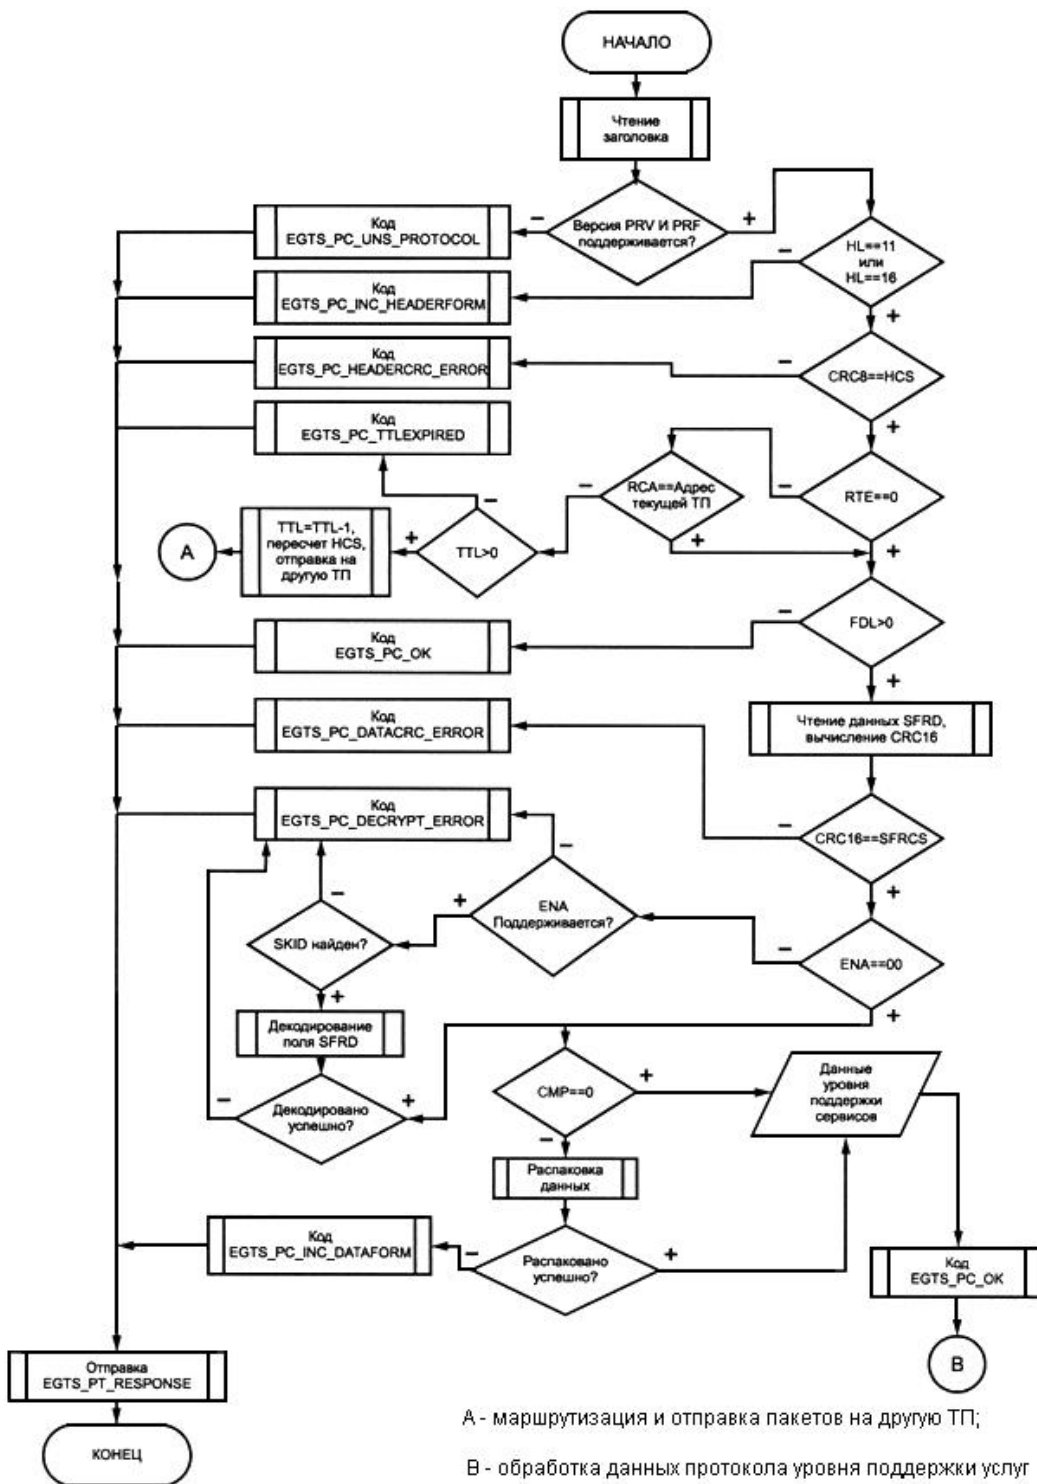 НАЧАЛО
Чтение
заголовка
Версия PRV И PRF
поддерживается?
–
+
Код
EGTS_PC_UNS_PROTOCOL
HL==11
или
HL==16
–
+
Код
EGTS_PC_INC_HEADERFORM
CRC8==HCS
–
+
Код
EGTS_PC_HEADERCRC_ERROR
Код
EGTS_PC_TTLEXPIRED
RTE==0
–
+
RCA==Адрес
текущей ТП
–
+
TTL>0
–
+
TTL=TTL-1,
пересчет HCS,
отправка на
другую ТП
A
FDL>0
–
+
Код
EGTS_PC_OK
Чтение данных SFRD,
вычисление CRC16
Код
EGTS_PC_DATACRC_ERROR
CRC16==SFRCS
–
+
Код
EGTS_PC_DECRYPT_ERROR
ENA
Поддерживается?
–
+
SKID найден?
–
+
ENA==00
–
+
Декодирование
поля SFRD
Декодировано
успешно?
–
+
CMP==0
+
–
Данные
уровня
поддержки
сервисов
Распаковка
данных
Распаковано
успешно?
–
+
Код
EGTS_PC_INC_DATAFORM
Код
EGTS_PC_OK
B
Отправка
EGTS_PT_RESPONSE
КОНЕЦ
A - маршрутизация и отправка пакетов на другую ТП;
B - обработка данных протокола уровня поддержки услуг